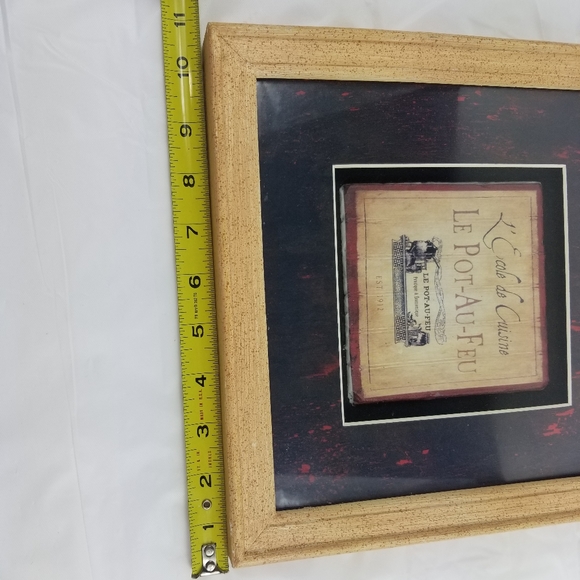 L'Ecole de Cuisine
LE POT-AU-FEU
LE POT-AU-FEU
EST. 1912
1 2 3 4 5 6 7 8 9 10 11